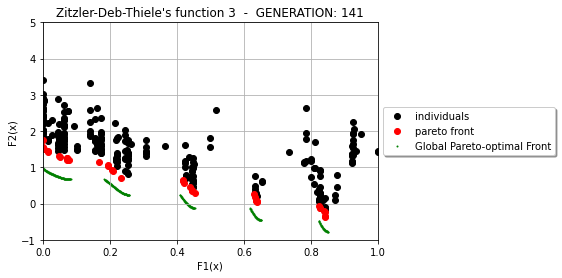 Zitzler-Deb-Thiele's function 3 - GENERATION: 141
5
4
3
2
1
0
−1
F2(x)
0.0 0.2 0.4 0.6 0.8 1.0
F1(x)
individuals
pareto front
Global Pareto-optimal Front